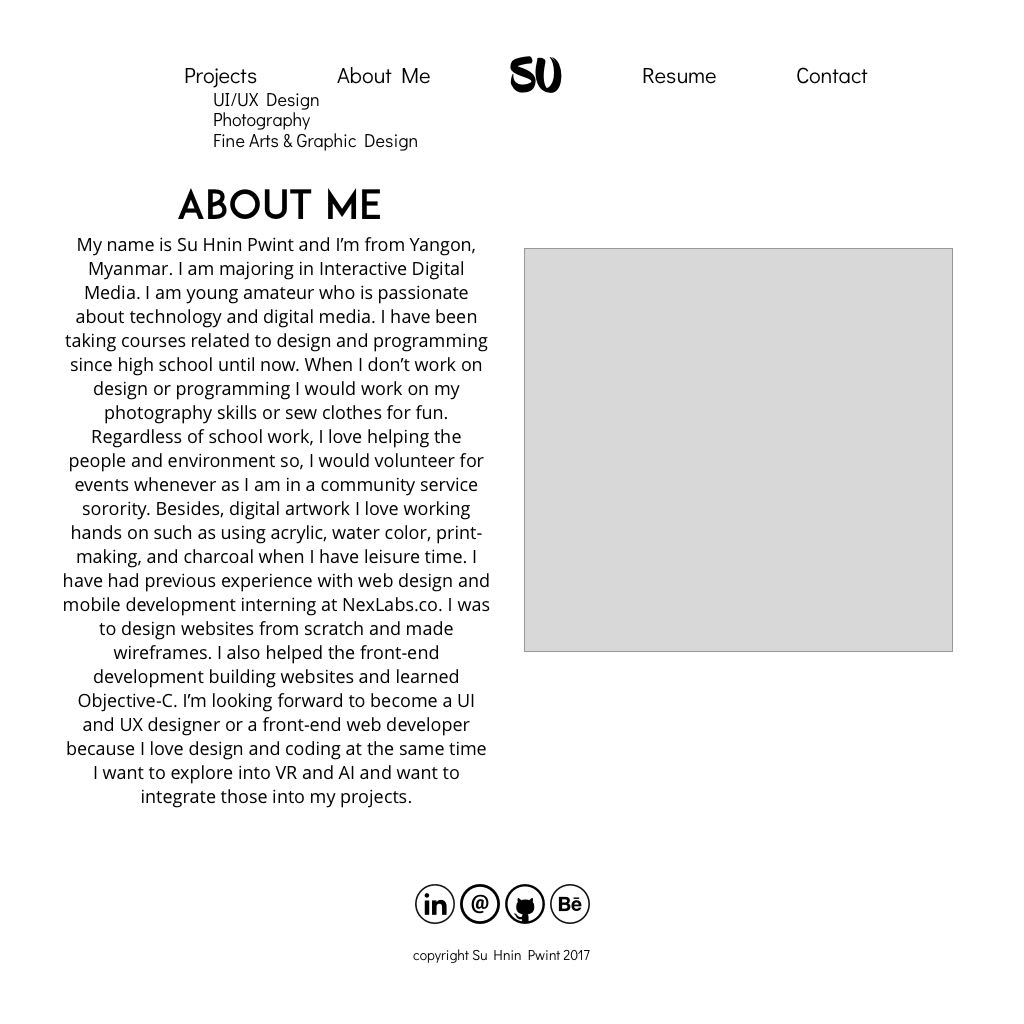 Projects About Me SU Resume Contact
UI/UX Design
Photography
Fine Arts & Graphic Design
ABOUT ME
My name is Su Hnin Pwint and I’m from Yangon,
Myanmar. I am majoring in Interactive Digital
Media. I am young amateur who is passionate
about technology and digital media. I have been
taking courses related to design and programming
since high school until now. When I don’t work on
design or programming I would work on my
photography skills or sew clothes for fun.
Regardless of school work, I love helping the
people and environment so, I would volunteer for
events whenever as I am in a community service
sorority. Besides, digital artwork I love working
hands on such as using acrylic, water color, print-
making, and charcoal when I have leisure time. I
have had previous experience with web design and
mobile development interning at NexLabs.co. I was
to design websites from scratch and made
wireframes. I also helped the front-end
development building websites and learned
Objective-C. I’m looking forward to become a UI
and UX designer or a front-end web developer
because I love design and coding at the same time
I want to explore into VR and AI and want to
integrate those into my projects.
in @ Bē
copyright Su Hnin Pwint 2017